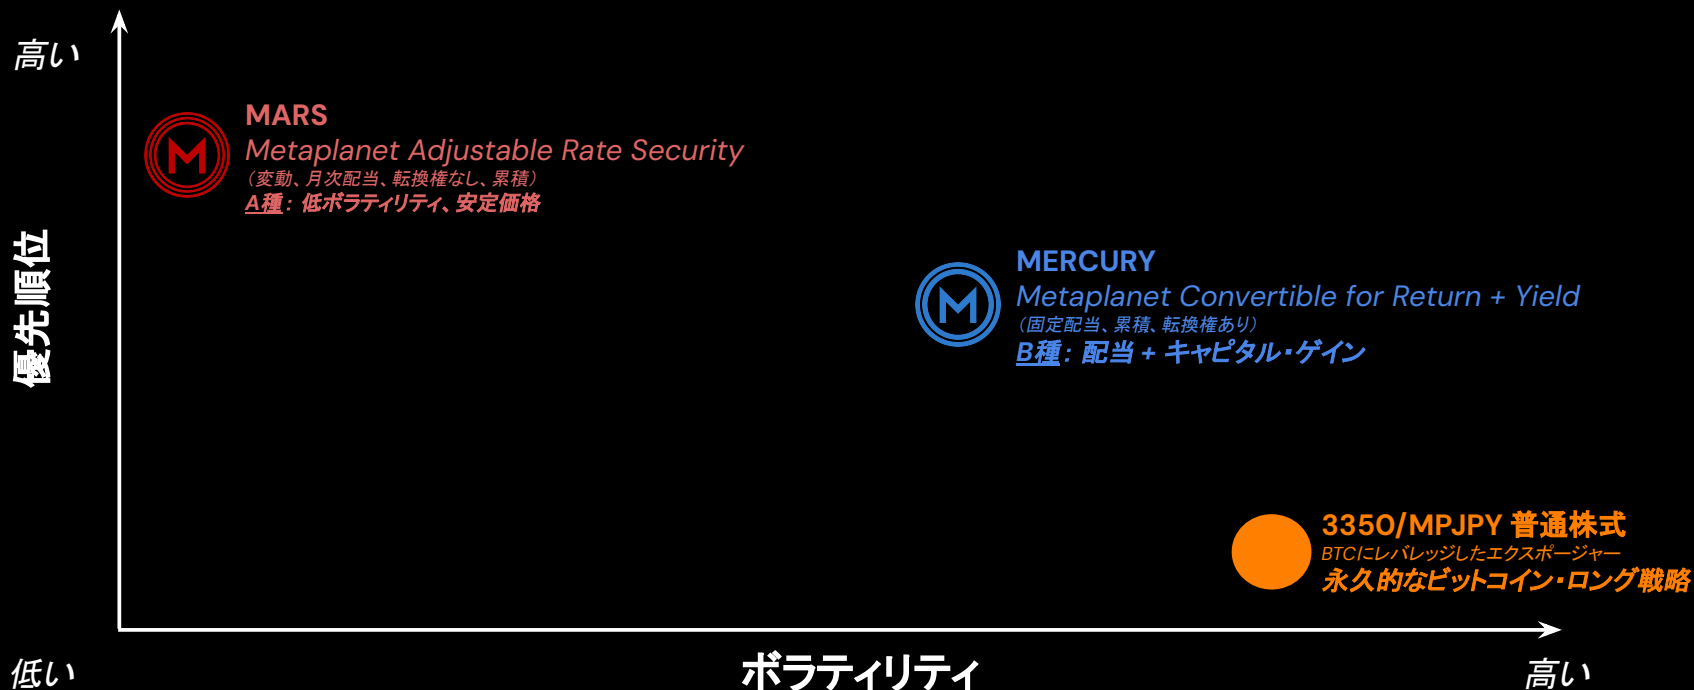 高い
MARS
Metaplanet Adjustable Rate Security
（変動、月次配当、転換権なし、累積）
A種： 低ボラティリティ、安定価格
優先順位
MERCURY
Metaplanet Convertible for Return + Yield
（固定配当、累積、転換権あり）
B種： 配当 + キャピタル・ゲイン
3350/MPJPY 普通株式
BTCにレバレッジしたエクスポージャー
永久的なビットコイン・ロング戦略
低い
ボラティリティ
高い